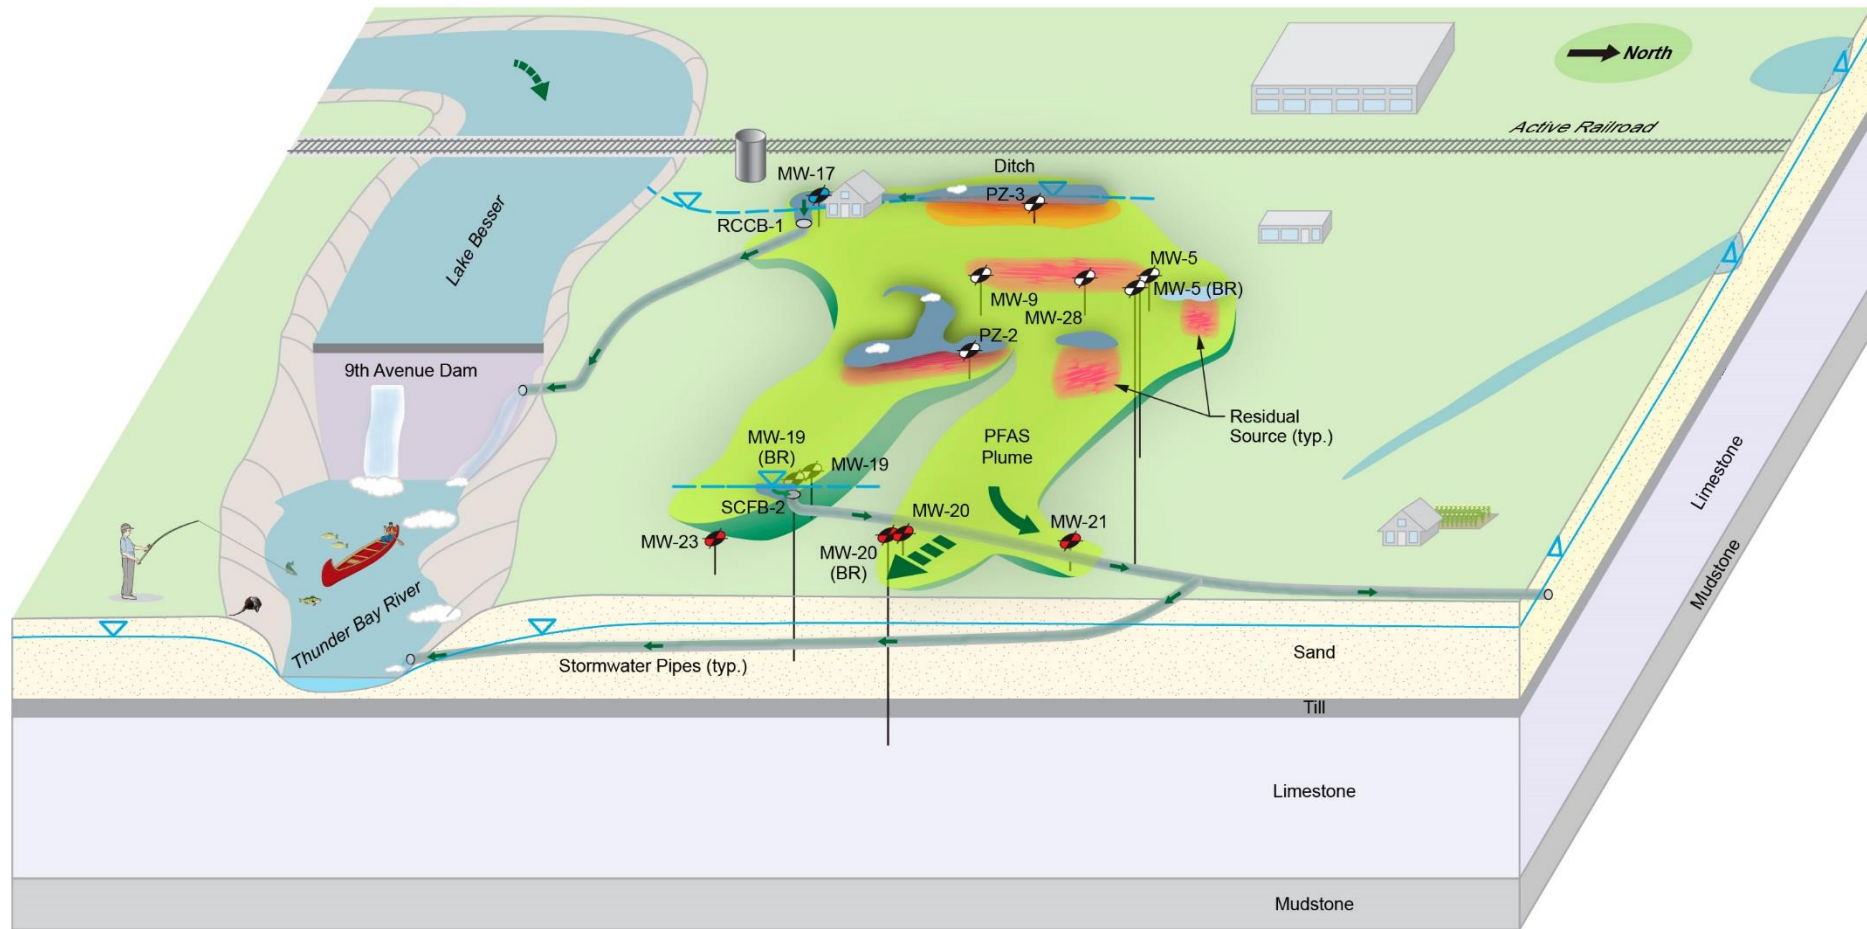 North
Active Railroad
Ditch
MW-17
PZ-3
RCCB-1
Lake Besser
MW-5
MW-5 (BR)
MW-9
MW-28
PZ-2
9th Avenue Dam
Residual
Source (typ.)
PFAS
Plume
MW-19
(BR)
MW-19
SCFB-2
MW-20
MW-21
MW-23
MW-20
(BR)
Thunder Bay River
Stormwater Pipes (typ.)
Sand
Till
Limestone
Mudstone
Limestone
Mudstone